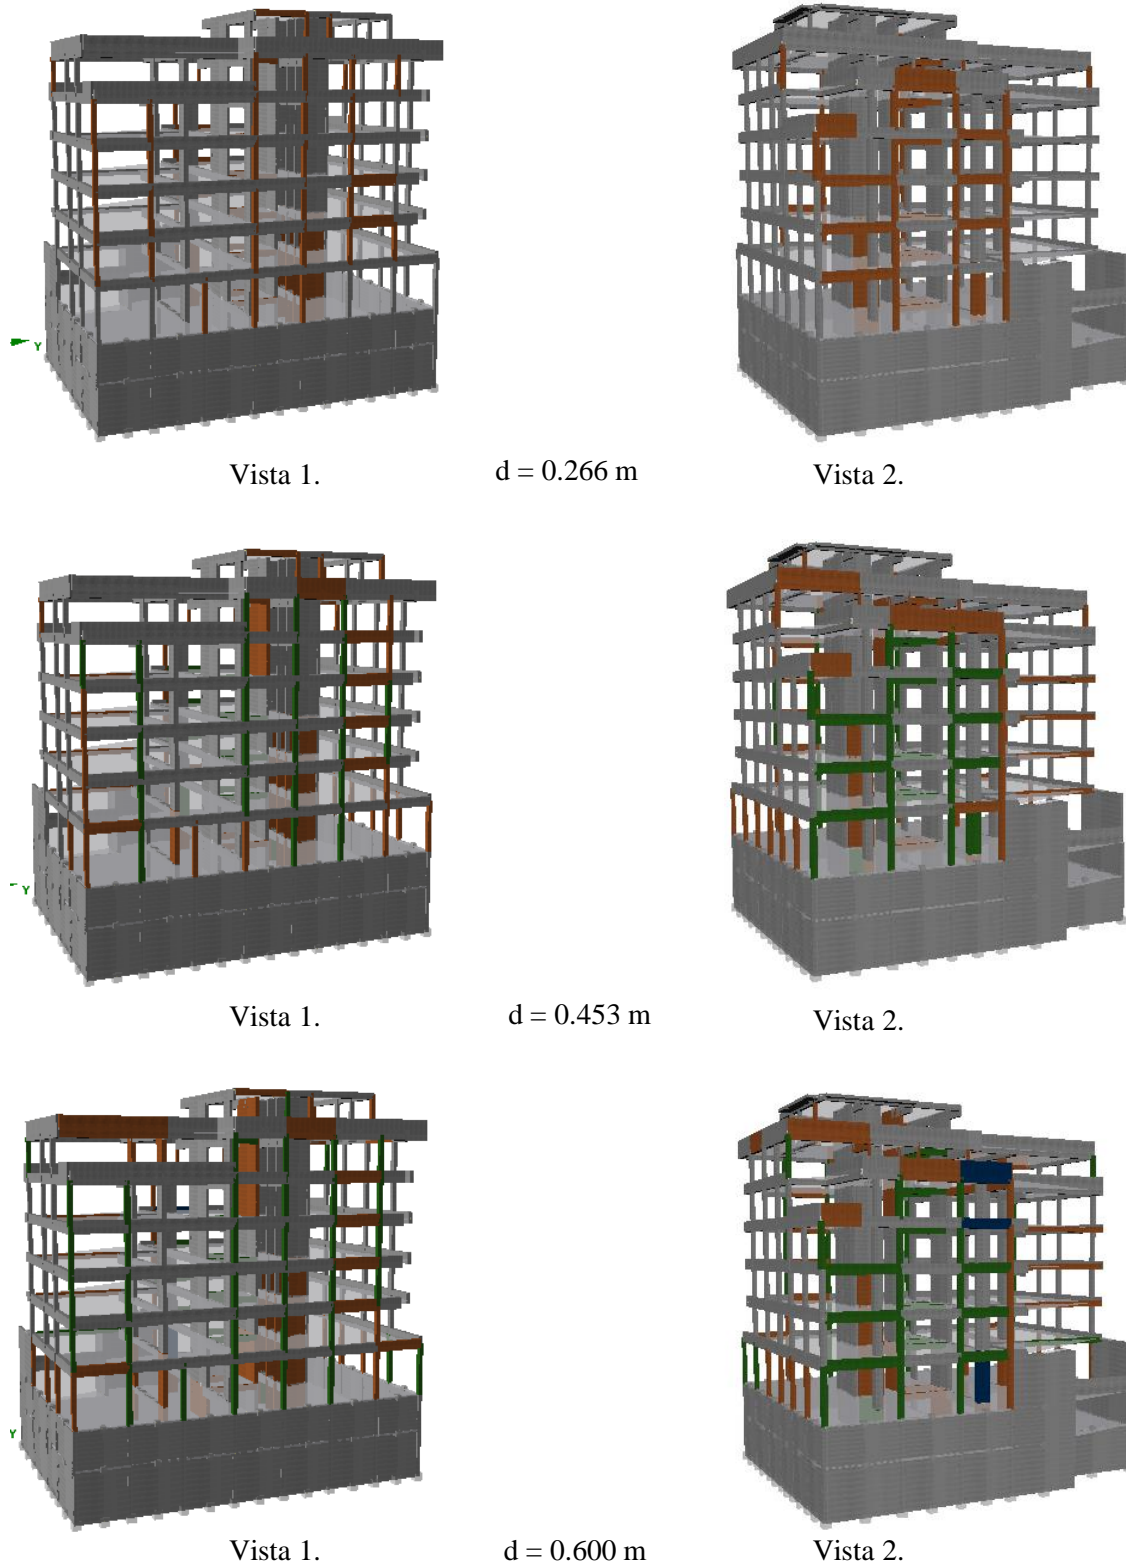 Y
Vista 1. d = 0.266 m Vista 2.
Y
Vista 1. d = 0.453 m Vista 2.
Y
Vista 1. d = 0.600 m Vista 2.